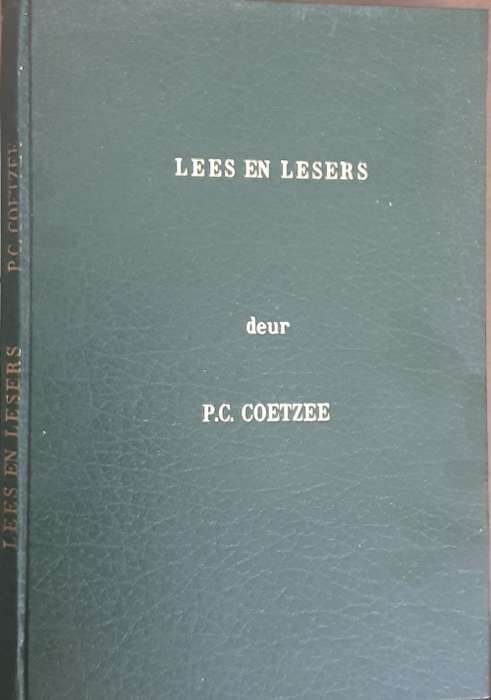 LEES EN LESERS
deur
P.C. COETZEE
LEES EN LESERS P.C. COETZEE